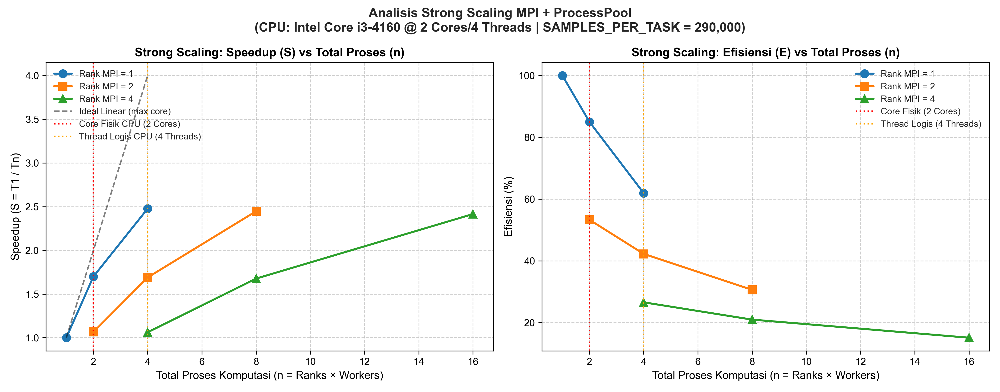 Analisis Strong Scaling MPI + ProcessPool
(CPU: Intel Core i3-4160 @ 2 Cores/4 Threads | SAMPLES_PER_TASK = 290,000)
Strong Scaling: Speedup (S) vs Total Proses (n)
Speedup (S = T1 / Tn)
4.0
3.5
3.0
2.5
2.0
1.5
1.0
Rank MPI = 1
Rank MPI = 2
Rank MPI = 4
Ideal Linear (max core)
Core Fisik CPU (2 Cores)
Thread Logis CPU (4 Threads)
2 4 6 8 10 12 14 16
Total Proses Komputasi (n = Ranks × Workers)
Strong Scaling: Efisiensi (E) vs Total Proses (n)
Efisiensi (%)
100
80
60
40
20
Rank MPI = 1
Rank MPI = 2
Rank MPI = 4
Core Fisik (2 Cores)
Thread Logis (4 Threads)
2 4 6 8 10 12 14 16
Total Proses Komputasi (n = Ranks × Workers)